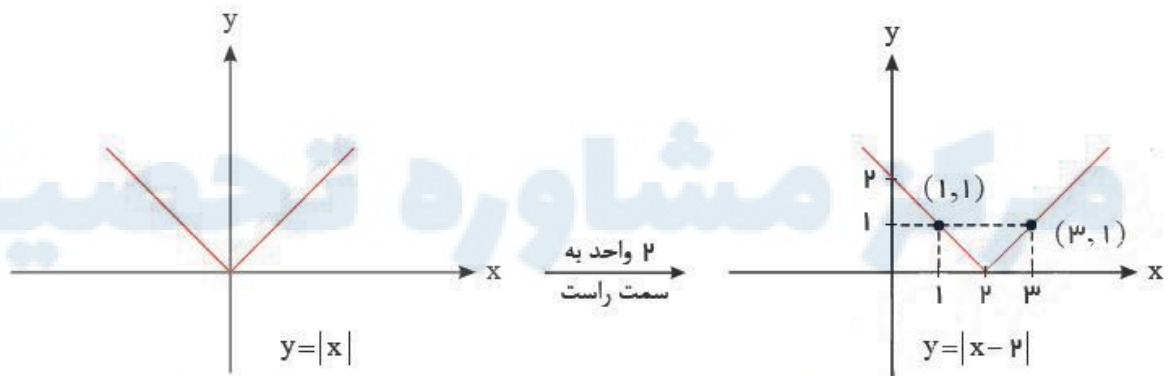 y
x
y=|x|
۲ واحد به
سمت راست
y
۲
۱
(۱,۱)
(۳,۱)
x
۱ ۲ ۳
y=|x-۲|
مرکز مشاوره تحصیلی